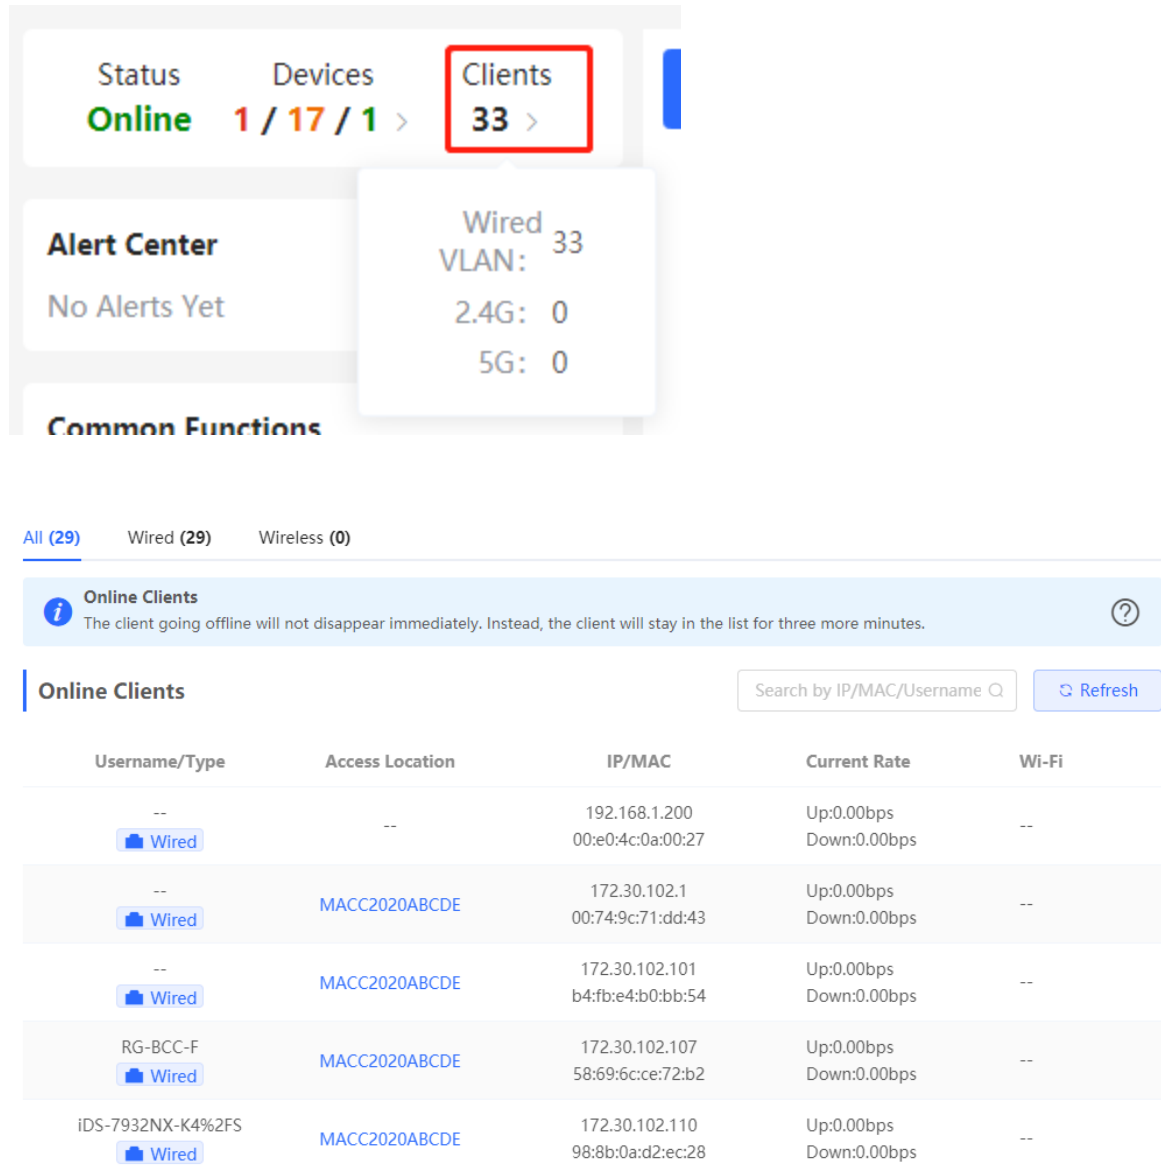 Status Devices Clients
Online 1 / 17 / 1 > 33 >
Wired VLAN: 33
2.4G: 0
5G: 0
Alert Center
No Alerts Yet
Common Functions
All (29) Wired (29) Wireless (0)
Online Clients
The client going offline will not disappear immediately. Instead, the client will stay in the list for three more minutes.
Online Clients Search by IP/MAC/Username Refresh
Username/Type Access Location IP/MAC Current Rate Wi-Fi
-- 192.168.1.200 Up:0.00bps
Wired -- 00:e0:4c:0a:00:27 Down:0.00bps --
-- 172.30.102.1 Up:0.00bps
Wired MACC2020ABCDE 00:74:9c:71:dd:43 Down:0.00bps --
-- 172.30.102.101 Up:0.00bps
Wired MACC2020ABCDE b4:fb:e4:b0:bb:54 Down:0.00bps --
RG-BCC-F 172.30.102.107 Up:0.00bps
Wired MACC2020ABCDE 58:69:6c:ce:72:b2 Down:0.00bps --
iDS-7932NX-K4%2FS 172.30.102.110 Up:0.00bps
Wired MACC2020ABCDE 98:8b:0a:d2:ec:28 Down:0.00bps --